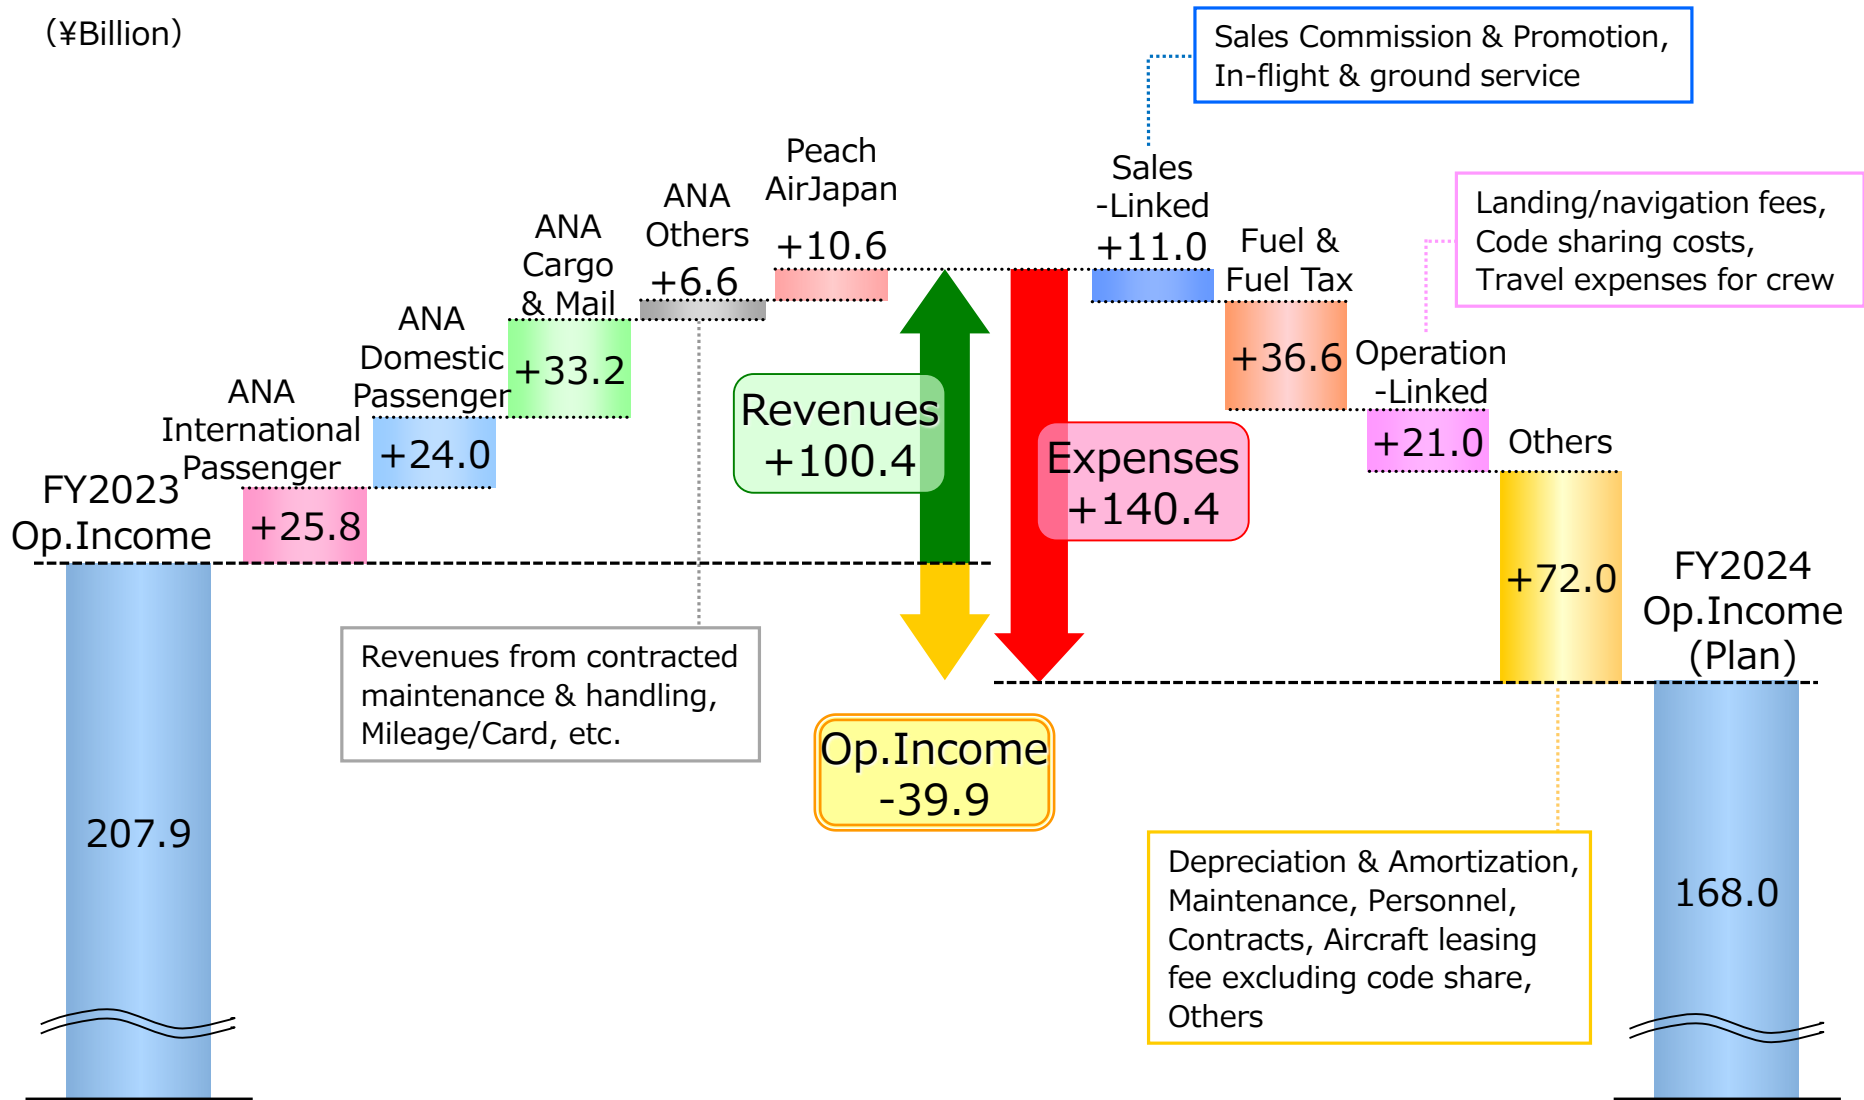 (¥Billion)
Sales Commission & Promotion,
In-flight & ground service
FY2023
Op.Income
207.9
ANA
International
Passenger
+25.8
ANA
Domestic
Passenger
+24.0
ANA
Cargo
& Mail
+33.2
ANA
Others
+6.6
Peach
AirJapan
+10.6
Revenues from contracted
maintenance & handling,
Mileage/Card, etc.
Revenues
+100.4
Expenses
+140.4
Op.Income
-39.9
Sales
-Linked
+11.0
Fuel &
Fuel Tax
+36.6
Landing/navigation fees,
Code sharing costs,
Travel expenses for crew
Operation
-Linked
+21.0
Others
+72.0
Depreciation & Amortization,
Maintenance, Personnel,
Contracts, Aircraft leasing
fee excluding code share,
Others
FY2024
Op.Income
(Plan)
168.0